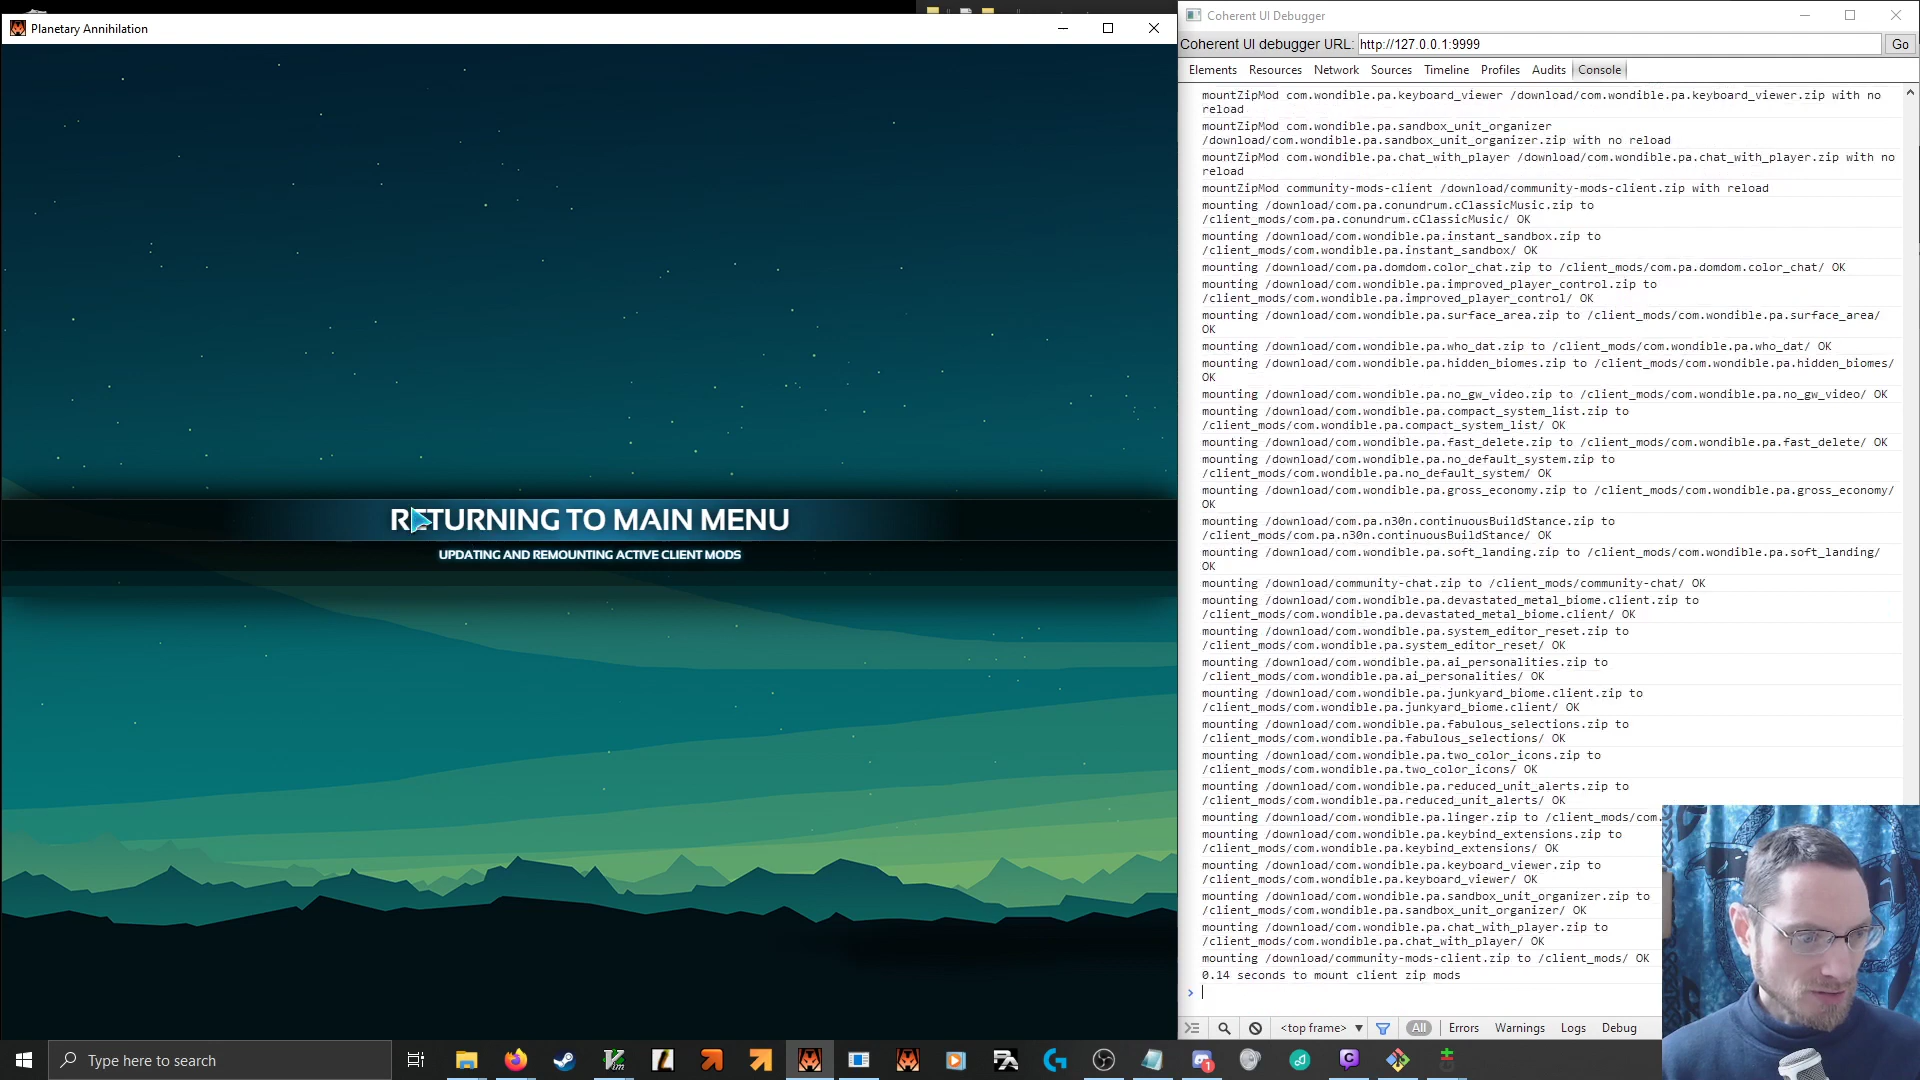 Planetary Annihilation
RETURNING TO MAIN MENU
UPDATING AND REMOUNTING ACTIVE CLIENT MODS
Coherent UI Debugger
Coherent UI debugger URL: http://127.0.0.1:9999 Go
Elements Resources Network Sources Timeline Profiles Audits Console
mountZipMod com.wondible.pa.keyboard_viewer /download/com.wondible.pa.keyboard_viewer.zip with no
reload
mountZipMod com.wondible.pa.sandbox_unit_organizer
/download/com.wondible.pa.sandbox_unit_organizer.zip with no reload
mountZipMod com.wondible.pa.chat_with_player /download/com.wondible.pa.chat_with_player.zip with no
reload
mountZipMod community-mods-client /download/community-mods-client.zip with reload
mounting /download/com.pa.conundrum.cClassicMusic.zip to
/client_mods/com.pa.conundrum.cClassicMusic/ OK
mounting /download/com.wondible.pa.instant_sandbox.zip to
/client_mods/com.wondible.pa.instant_sandbox/ OK
mounting /download/com.pa.domdom.color_chat.zip to /client_mods/com.pa.domdom.color_chat/ OK
mounting /download/com.wondible.pa.improved_player_control.zip to
/client_mods/com.wondible.pa.improved_player_control/ OK
mounting /download/com.wondible.pa.surface_area.zip to /client_mods/com.wondible.pa.surface_area/
OK
mounting /download/com.wondible.pa.who_dat.zip to /client_mods/com.wondible.pa.who_dat/ OK
mounting /download/com.wondible.pa.hidden_biomes.zip to /client_mods/com.wondible.pa.hidden_biomes/
OK
mounting /download/com.wondible.pa.no_gw_video.zip to /client_mods/com.wondible.pa.no_gw_video/ OK
mounting /download/com.wondible.pa.compact_system_list.zip to
/client_mods/com.wondible.pa.compact_system_list/ OK
mounting /download/com.wondible.pa.fast_delete.zip to /client_mods/com.wondible.pa.fast_delete/ OK
mounting /download/com.wondible.pa.no_default_system.zip to
/client_mods/com.wondible.pa.no_default_system/ OK
mounting /download/com.wondible.pa.gross_economy.zip to /client_mods/com.wondible.pa.gross_economy/
OK
mounting /download/com.pa.n30n.continuousBuildStance.zip to
/client_mods/com.pa.n30n.continuousBuildStance/ OK
mounting /download/com.wondible.pa.soft_landing.zip to /client_mods/com.wondible.pa.soft_landing/
OK
mounting /download/community-chat.zip to /client_mods/community-chat/ OK
mounting /download/com.wondible.pa.devastated_metal_biome.client.zip to
/client_mods/com.wondible.pa.devastated_metal_biome.client/ OK
mounting /download/com.wondible.pa.system_editor_reset.zip to
/client_mods/com.wondible.pa.system_editor_reset/ OK
mounting /download/com.wondible.pa.ai_personalities.zip to
/client_mods/com.wondible.pa.ai_personalities/ OK
mounting /download/com.wondible.pa.junkyard_biome.client.zip to
/client_mods/com.wondible.pa.junkyard_biome.client/ OK
mounting /download/com.wondible.pa.fabulous_selections.zip to
/client_mods/com.wondible.pa.fabulous_selections/ OK
mounting /download/com.wondible.pa.two_color_icons.zip to
/client_mods/com.wondible.pa.two_color_icons/ OK
mounting /download/com.wondible.pa.reduced_unit_alerts.zip to
/client_mods/com.wondible.pa.reduced_unit_alerts/ OK
mounting /download/com.wondible.pa.linger.zip to /client_mods/com.
mounting /download/com.wondible.pa.keybind_extensions.zip to
/client_mods/com.wondible.pa.keybind_extensions/ OK
mounting /download/com.wondible.pa.keyboard_viewer.zip to
/client_mods/com.wondible.pa.keyboard_viewer/ OK
mounting /download/com.wondible.pa.sandbox_unit_organizer.zip to
/client_mods/com.wondible.pa.sandbox_unit_organizer/ OK
mounting /download/com.wondible.pa.chat_with_player.zip to
/client_mods/com.wondible.pa.chat_with_player/ OK
mounting /download/community-mods-client.zip to /client_mods/ OK
0.14 seconds to mount client zip mods
>
<top frame> ▼ All Errors Warnings Logs Debug
Type here to search